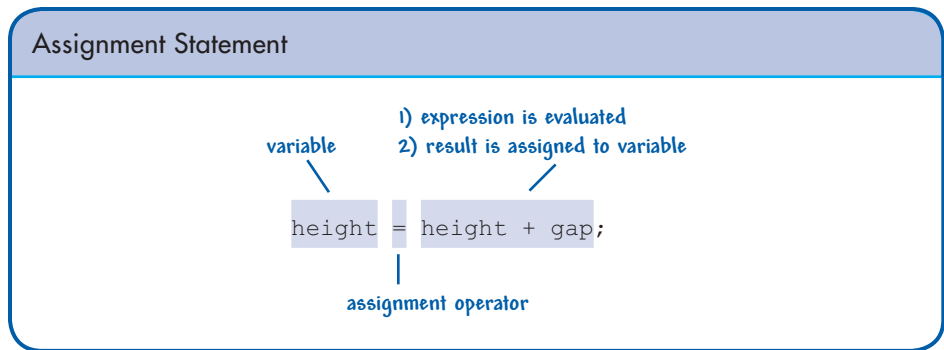 Assignment Statement
1) expression is evaluated
variable 2) result is assigned to variable
height = height + gap;
assignment operator